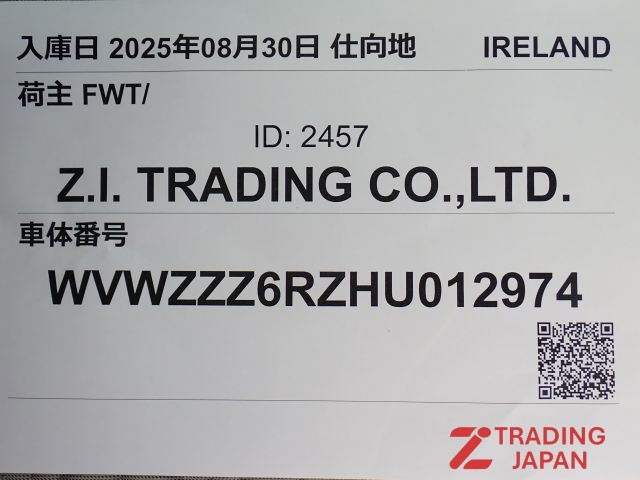 入庫日 2025年08月30日 仕向地 IRELAND
荷主 FWT/
ID: 2457
Z.I. TRADING CO.,LTD.
車体番号
WVWZZZ6RZHU012974
TRADING
JAPAN